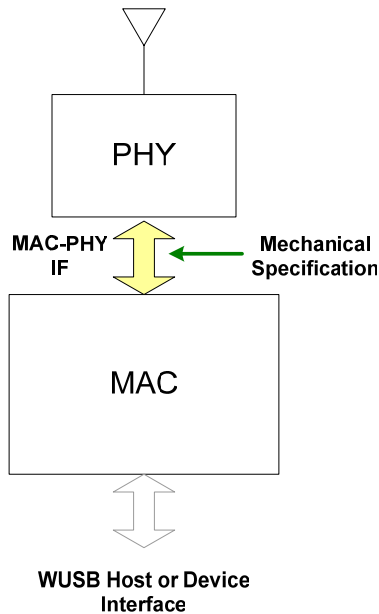 PHY
MAC-PHY
IF
Mechanical
Specification
MAC
WUSB Host or Device
Interface